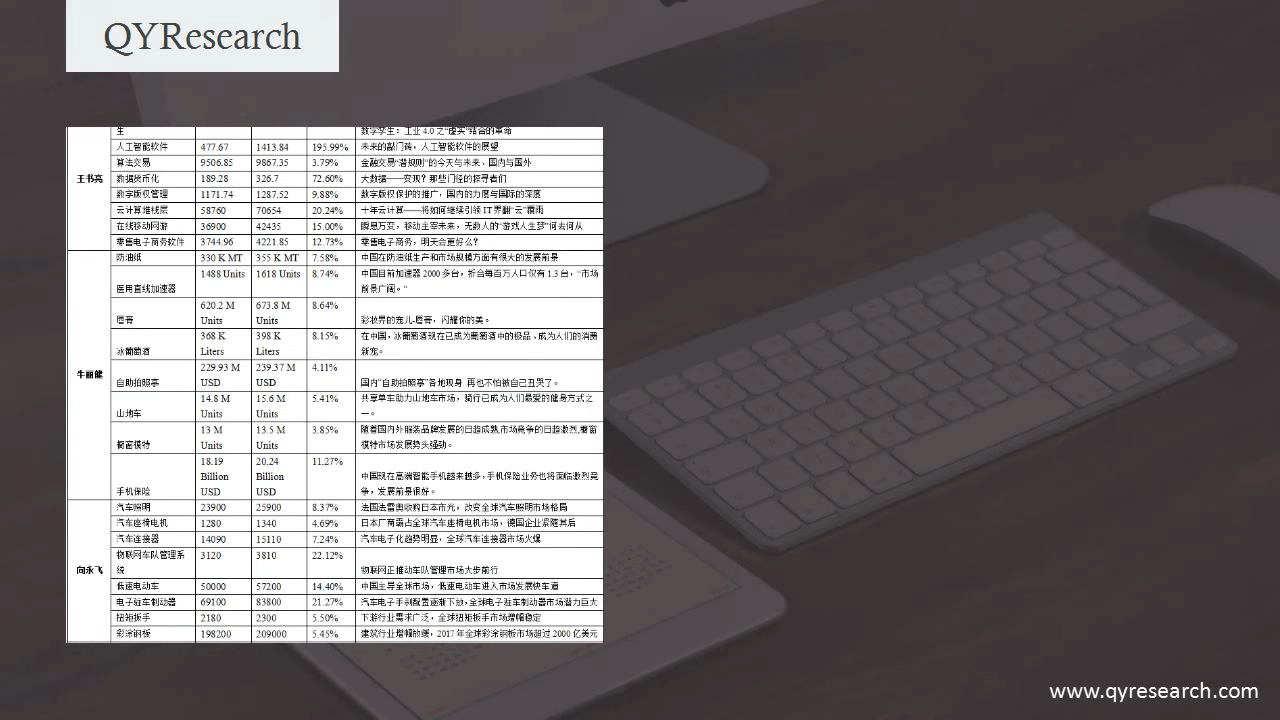 QYResearch
生 数字孪生：工业 4.0 之“虚实”结合的革命
人工智能软件 477.67 1413.84 195.99% 未来的敲门砖，人工智能软件的展望
算法交易 9506.85 9867.35 3.79% 金融交易“潜规则”的今天与未来、国内与国外
王书亮 数据货币化 189.28 326.7 72.60% 大数据——变现？那些门径的探寻者们
数字版权管理 1171.74 1287.52 9.88% 数字版权保护的推广，国内的力度与国际的深度
云计算堆栈层 58760 70654 20.24% 十年云计算——将如何继续引领 IT 界翻“云”覆雨
在线移动网游 36900 42435 15.00% 瞬息万变，移动主宰未来，无数人的“游戏人生梦”何去何从
零售电子商务软件 3744.96 4221.85 12.73% 零售电子商务，明天会更好么？
防油纸 330 K MT 355 K MT 7.58% 中国在防油纸生产和市场规模方面有很大的发展前景
1488 Units 1618 Units 8.74% 中国目前加速器 2000 多台，折合每百万人口仅有 1.3 台，“市场
医用直线加速器 前景广阔。”
620.2 M 673.8 M 8.64%
唇膏 Units Units 彩妆界的宠儿-唇膏，闪耀你的美。
368 K 398 K 8.15% 在中国，冰葡萄酒现在已成为葡萄酒中的极品、成为人们的消费
冰葡萄酒 Liters Liters 新宠。
229.93 M 239.37 M 4.11%
牛丽健
自助拍照亭 USD USD 国内“自助拍照亭”各地现身 再也不怕被自己丑哭了。
14.8 M 15.6 M 5.41% 共享单车助力山地车市场，骑行已成为人们最爱的健身方式之
山地车 Units Units 一。
13 M 13.5 M 3.85% 随着国内外服装品牌发展的日趋成熟,市场竞争的日趋激烈,橱窗
橱窗模特 Units Units 模特市场发展势头强劲。
18.19 20.24 11.27%
Billion Billion 中国现在高端智能手机越来越多，手机保险业务也将面临激烈竞
手机保险 USD USD 争，发展前景很好。
汽车照明 23900 25900 8.37% 法国法雷奥收购日本市光，改变全球汽车照明市场格局
汽车座椅电机 1280 1340 4.69% 日本厂商霸占全球汽车座椅电机市场，德国企业紧随其后
汽车连接器 14090 15110 7.24% 汽车电子化趋势明显，全球汽车连接器市场火爆
物联网车队管理系 3120 3810 22.12%
向永飞 统 物联网正推动车队管理市场大步前行
低速电动车 50000 57200 14.40% 中国主导全球市场，低速电动车进入市场发展快车道
电子驻车制动器 69100 83800 21.27% 汽车电子手刹配置逐渐下放，全球电子驻车制动器市场潜力巨大
扭矩扳手 2180 2300 5.50% 下游行业需求广泛，全球扭矩扳手市场增幅稳定
彩涂钢板 198200 209000 5.45% 建筑行业增幅放缓，2017 年全球彩涂钢板市场超过 2000 亿美元
www.qyresearch.com